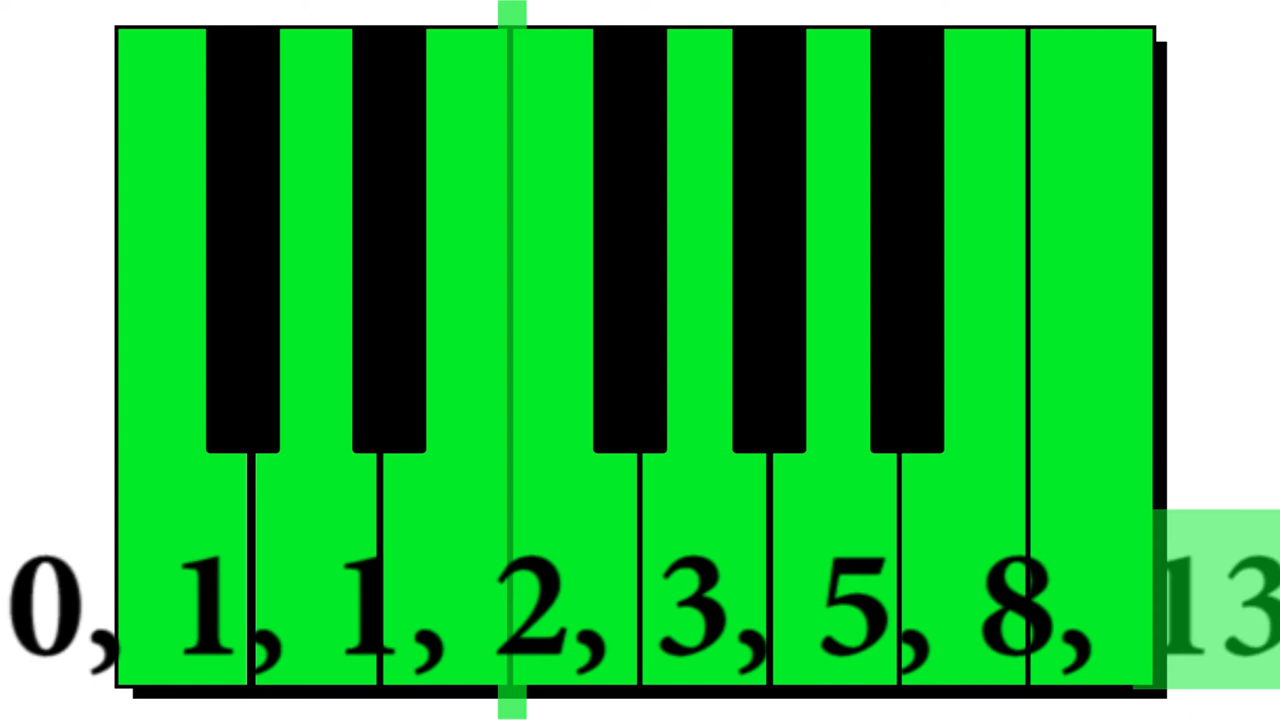 0, 1, 1, 2, 3, 5, 8, 13